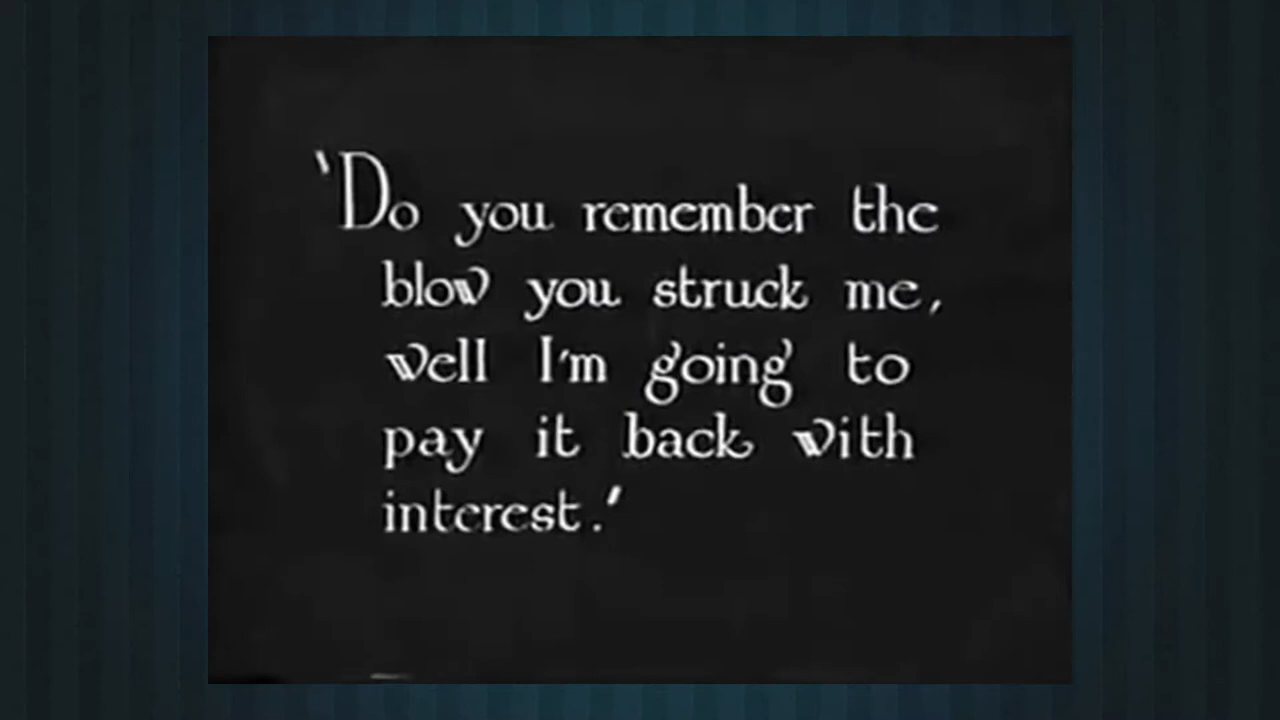 'Do you remember the
blow you struck me,
well I'm going to
pay it back with
interest.'